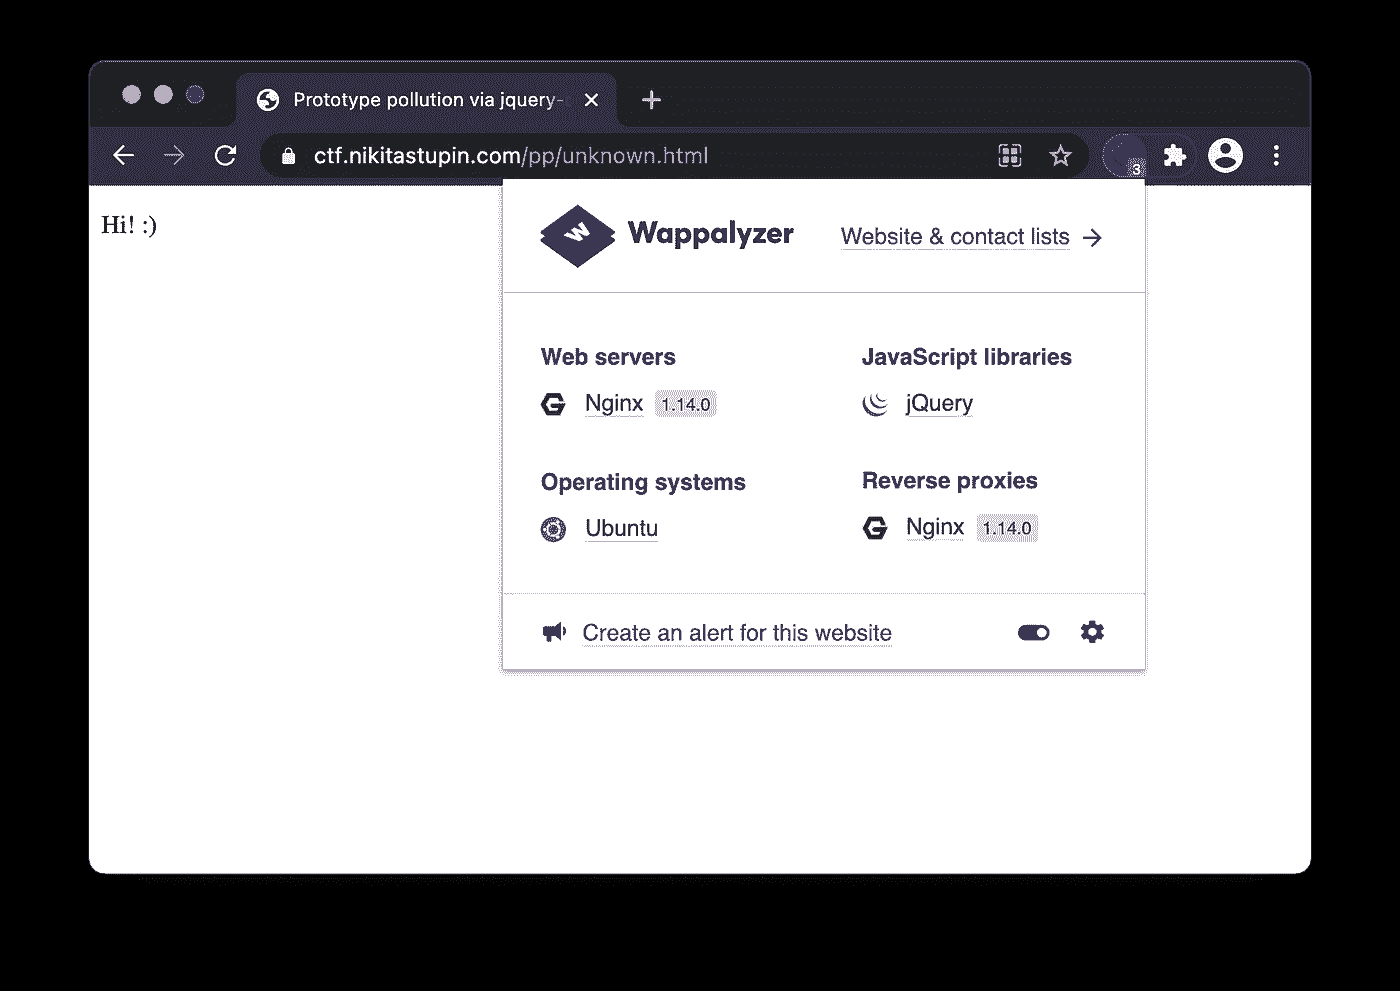 Prototype pollution via jquery-
ctf.nikitastupin.com/pp/unknown.html
3
Hi! :)
W Wappalyzer
Website & contact lists →
Web servers
Nginx 1.14.0
JavaScript libraries
jQuery
Operating systems
Ubuntu
Reverse proxies
Nginx 1.14.0
Create an alert for this website